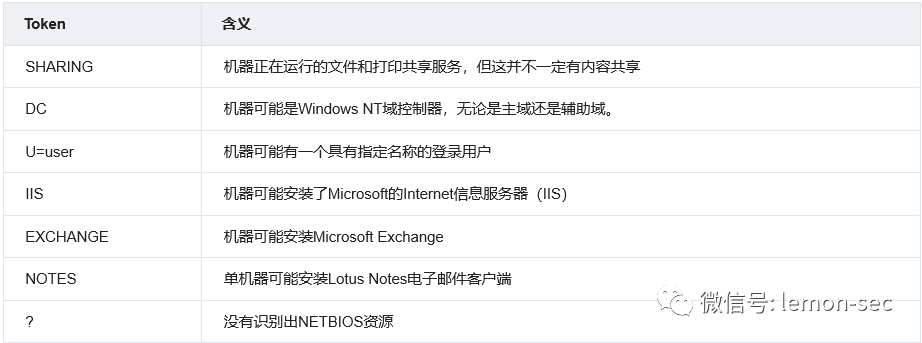 Token 含义
SHARING 机器正在运行的文件和打印共享服务，但这并不一定有内容共享
DC 机器可能是Windows NT域控制器，无论是主域还是辅助域。
U=user 机器可能有一个具有指定名称的登录用户
IIS 机器可能安装了Microsoft的Internet信息服务器（IIS）
EXCHANGE 机器可能安装Microsoft Exchange
NOTES 单机器可能安装Lotus Notes电子邮件客户端
? 没有识别出NETBIOS资源
微信号: lemon-sec